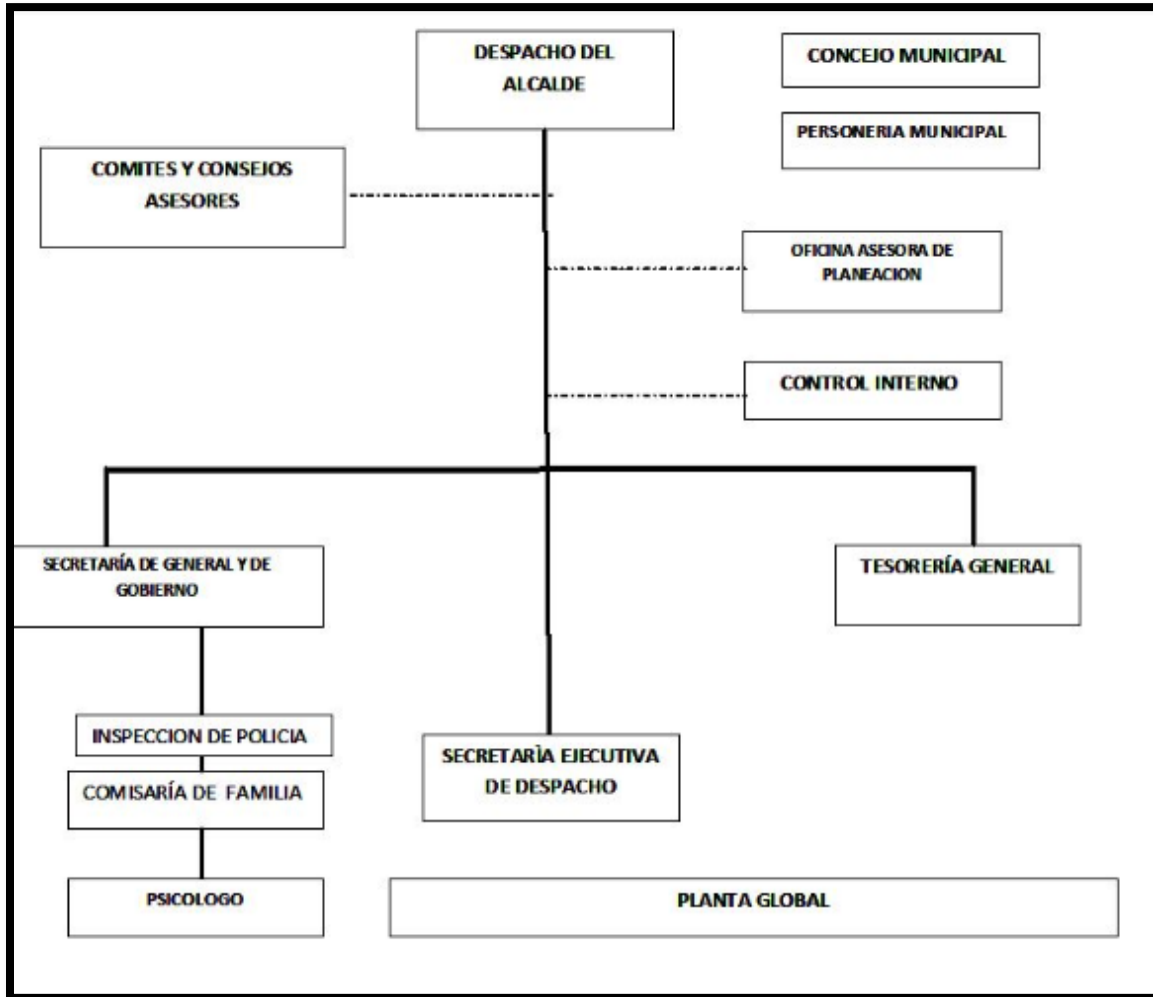 DESPACHO DEL
ALCALDE
CONCEJO MUNICIPAL
PERSONERIA MUNICIPAL
COMITES Y CONSEJOS
ASESORES
OFICINA ASESORA DE
PLANEACION
CONTROL INTERNO
SECRETARÍA DE GENERAL Y DE
GOBIERNO
TESORERÍA GENERAL
INSPECCION DE POLICIA
COMISARÍA DE FAMILIA
SECRETARÌA EJECUTIVA
DE DESPACHO
PSICOLOGO
PLANTA GLOBAL